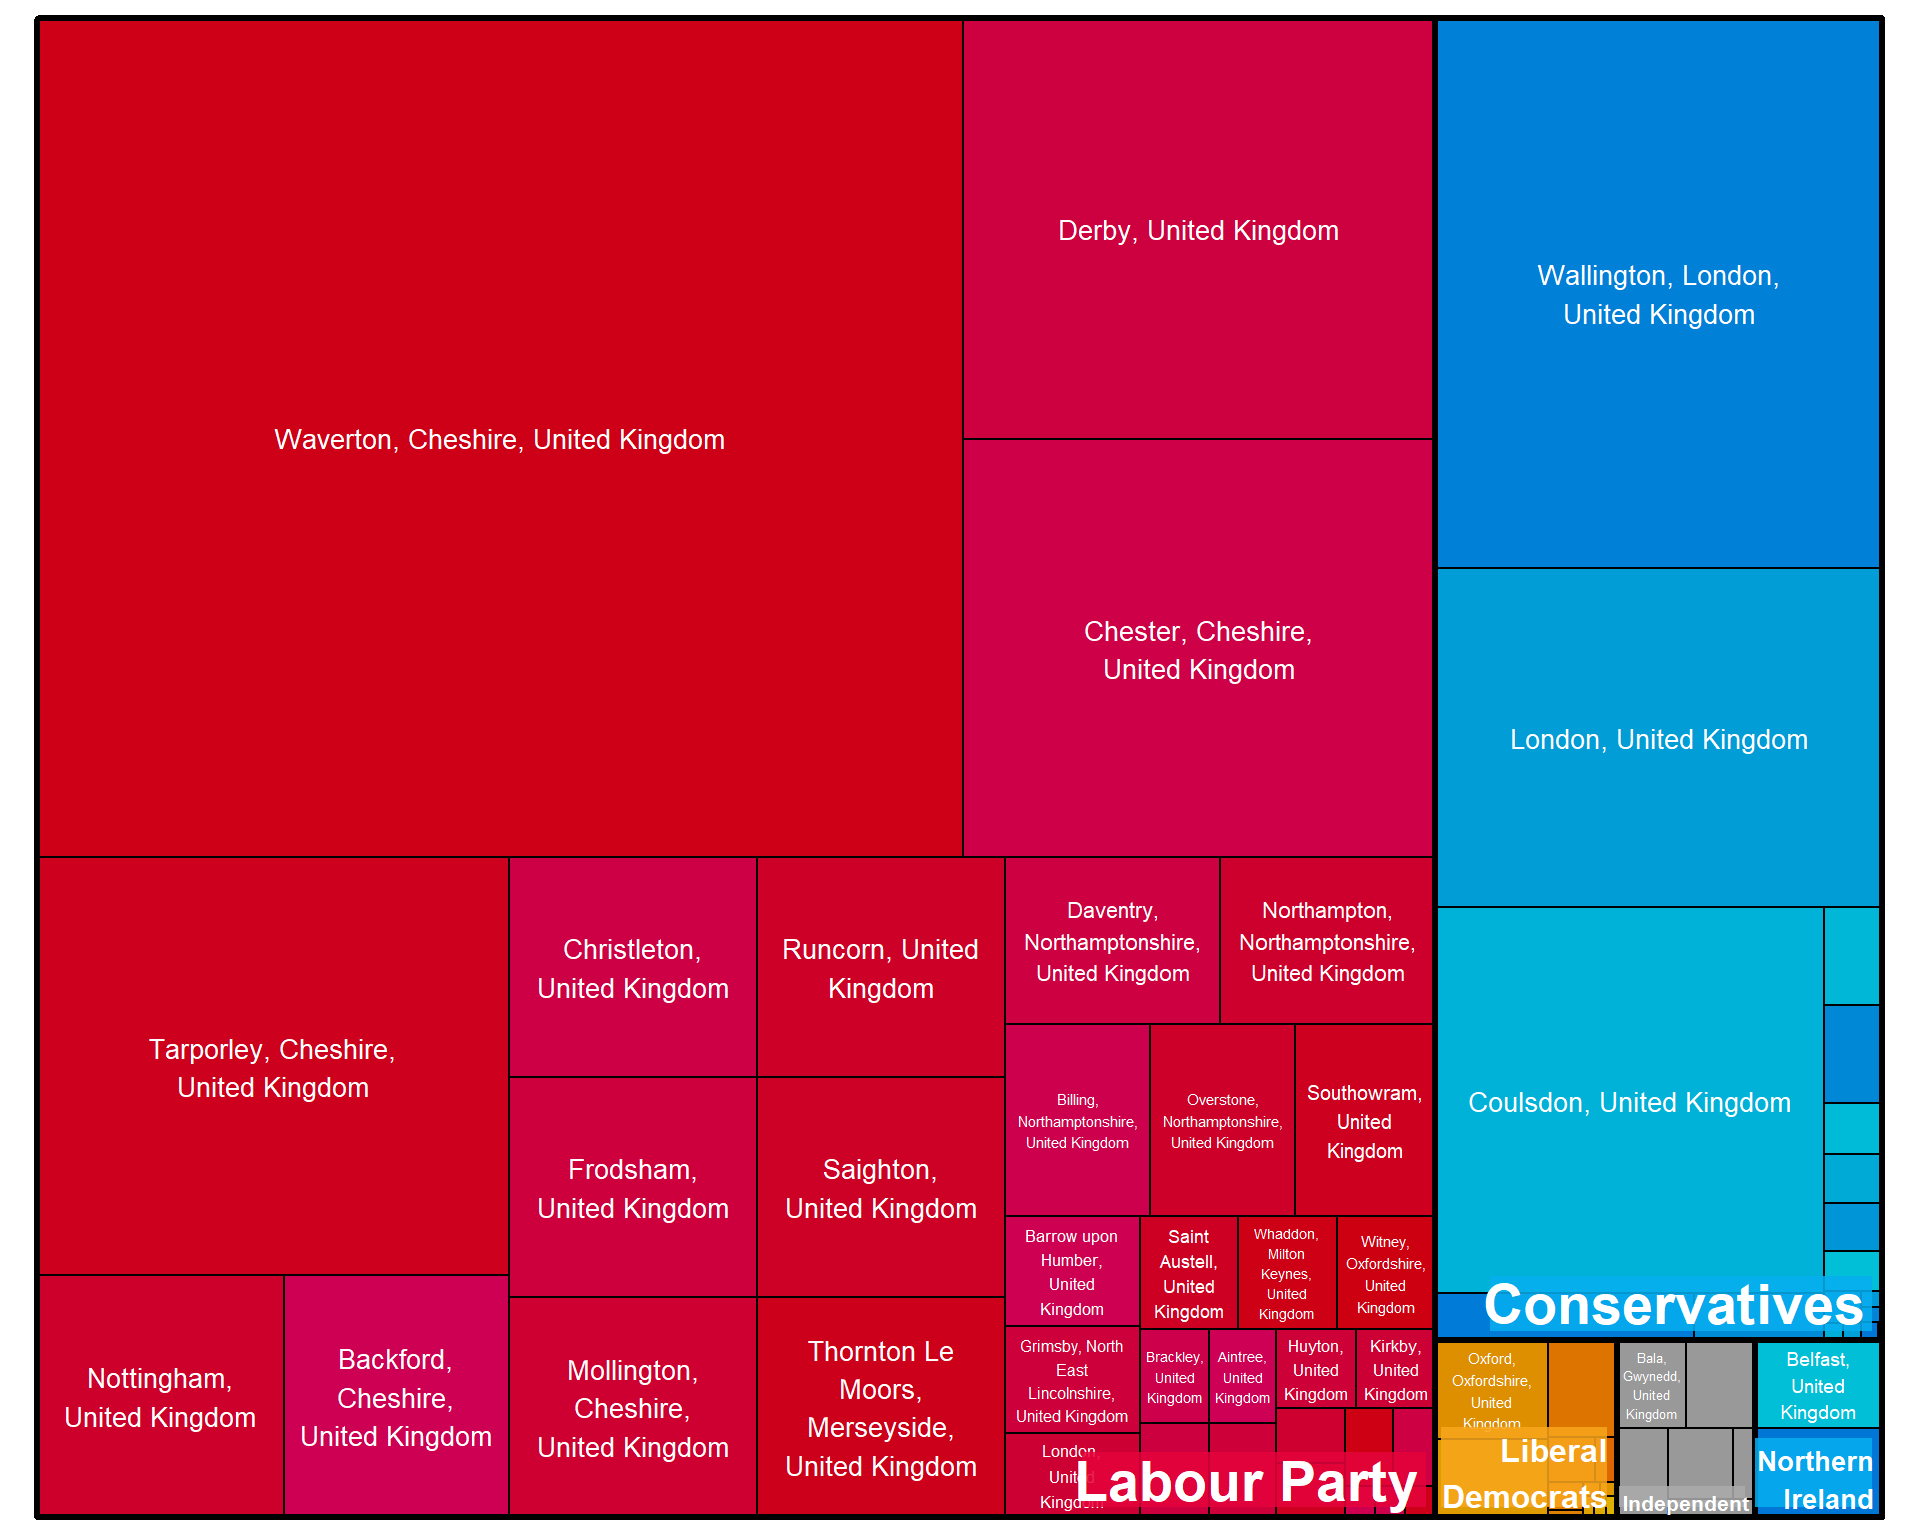 Waverton, Cheshire, United Kingdom
Derby, United Kingdom
Chester, Cheshire,
United Kingdom
Tarporley, Cheshire,
United Kingdom
Nottingham,
United Kingdom
Backford,
Cheshire,
United Kingdom
Christleton,
United Kingdom
Runcorn, United
Kingdom
Frodsham,
United Kingdom
Saighton,
United Kingdom
Mollington,
Cheshire,
United Kingdom
Thornton Le
Moors,
Merseyside,
United Kingdom
Daventry,
Northamptonshire,
United Kingdom
Northampton,
Northamptonshire,
United Kingdom
Billing,
Northamptonshire,
United Kingdom
Overstone,
Northamptonshire,
United Kingdom
Southowram,
United
Kingdom
Barrow upon
Humber,
United
Kingdom
Grimsby, North
East
Lincolnshire,
United Kingdom
London,
United
Kingdom
Saint
Austell,
United
Kingdom
Whaddon,
Milton
Keynes,
United
Kingdom
Witney,
Oxfordshire,
United
Kingdom
Brackley,
United
Kingdom
Aintree,
United
Kingdom
Huyton,
United
Kingdom
Kirkby,
United
Kingdom
Labour Party
Wallington, London,
United Kingdom
London, United Kingdom
Coulsdon, United Kingdom
Conservatives
Oxford,
Oxfordshire,
United
Kingdom
Liberal
Democrats
Bala,
Gwynedd,
United
Kingdom
Independent
Belfast,
United
Kingdom
Northern
Ireland